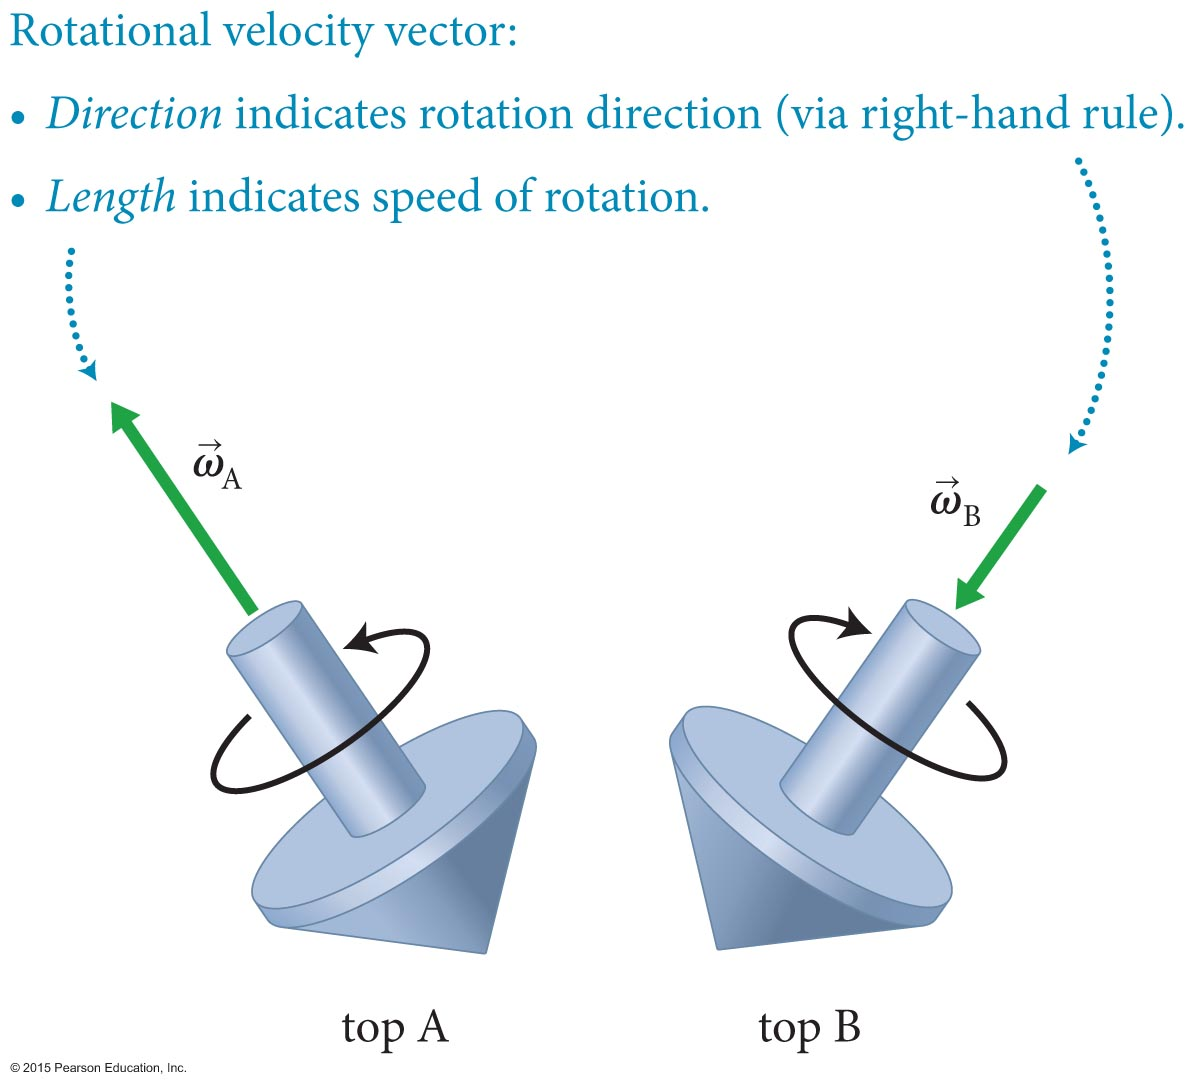 Rotational velocity vector:
• Direction indicates rotation direction (via right-hand rule).
• Length indicates speed of rotation.
ω⃗A
ω⃗B
top A
top B
© 2015 Pearson Education, Inc.